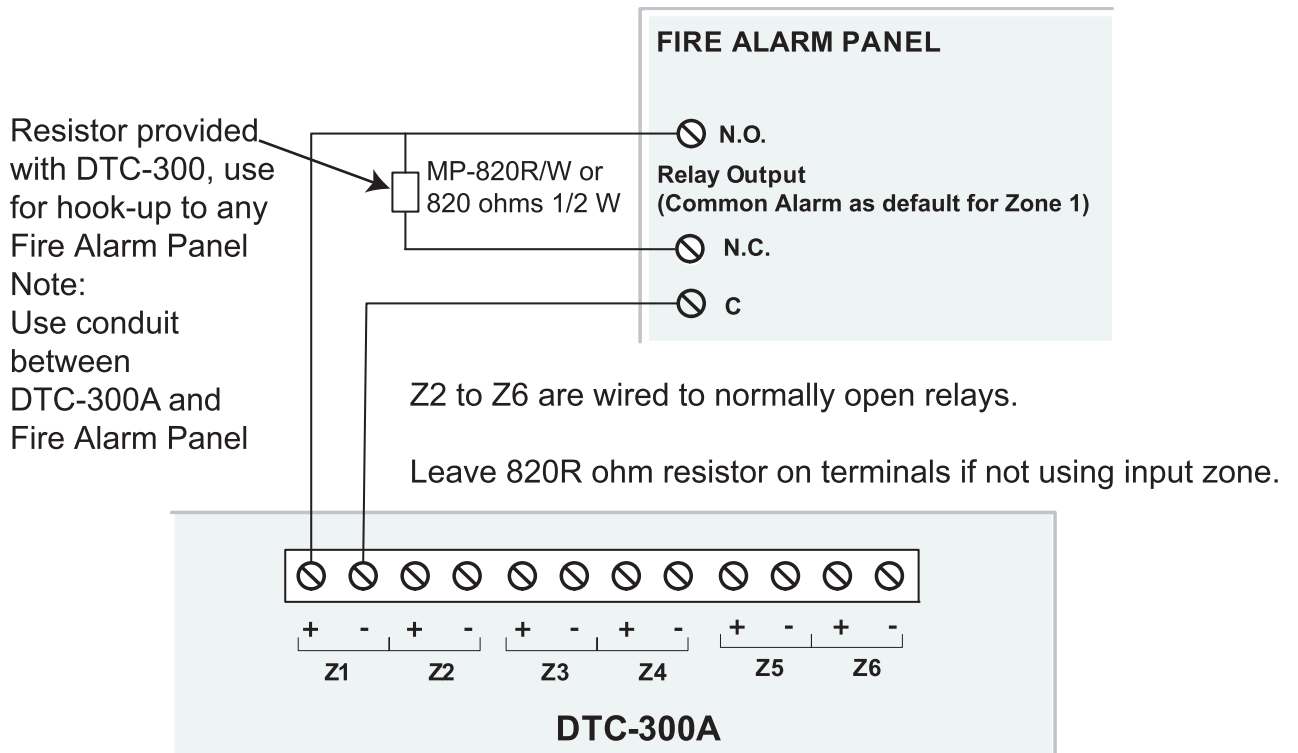 FIRE ALARM PANEL
Resistor provided
with DTC-300, use
for hook-up to any
Fire Alarm Panel
Note:
Use conduit
between
DTC-300A and
Fire Alarm Panel
MP-820R/W or
820 ohms 1/2 W
N.O.
Relay Output
(Common Alarm as default for Zone 1)
N.C.
C
Z2 to Z6 are wired to normally open relays.
Leave 820R ohm resistor on terminals if not using input zone.
+ - + - + - + - + - + -
Z1 Z2 Z3 Z4 Z5 Z6
DTC-300A